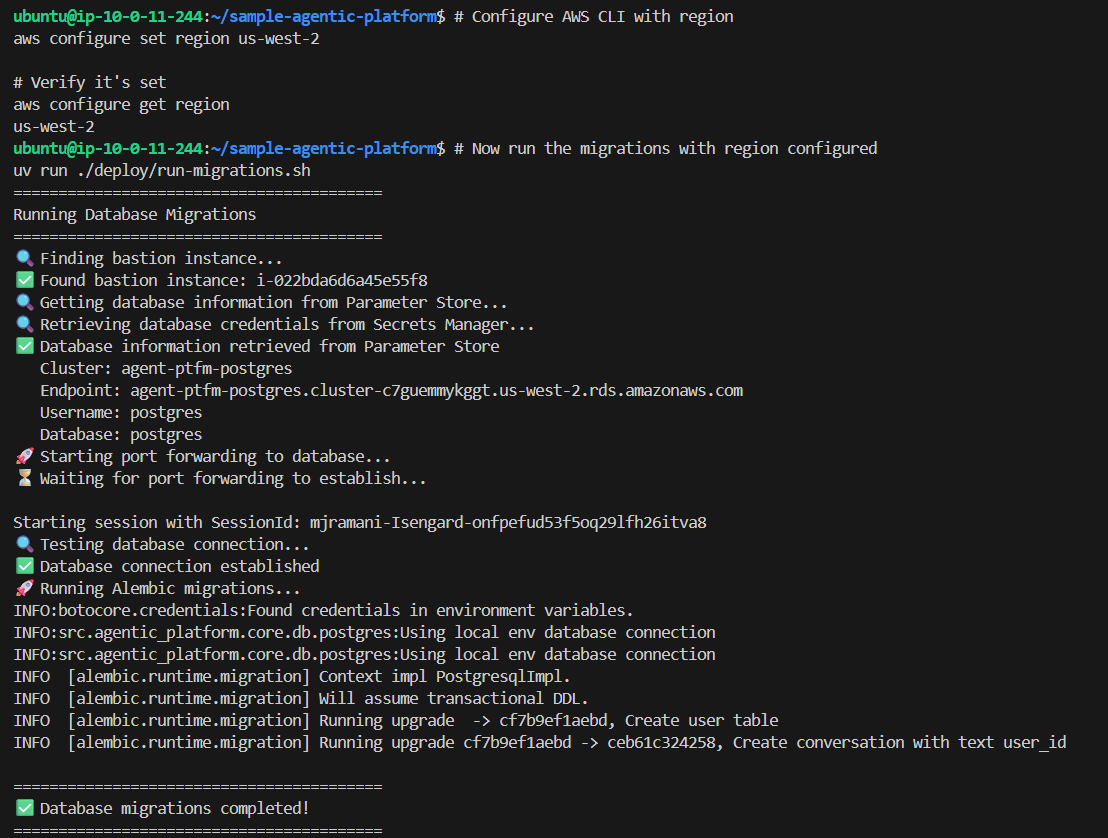 ubuntu@ip-10-0-11-244:~/sample-agentic-platform$ # Configure AWS CLI with region
aws configure set region us-west-2
# Verify it's set
aws configure get region
us-west-2
ubuntu@ip-10-0-11-244:~/sample-agentic-platform$ # Now run the migrations with region configured
uv run ./deploy/run-migrations.sh
=========================================
Running Database Migrations
=========================================
🔍 Finding bastion instance...
✅ Found bastion instance: i-022bda6d6a45e55f8
🔍 Getting database information from Parameter Store...
🔍 Retrieving database credentials from Secrets Manager...
✅ Database information retrieved from Parameter Store
Cluster: agent-ptfm-postgres
Endpoint: agent-ptfm-postgres.cluster-c7guemmykggt.us-west-2.rds.amazonaws.com
Username: postgres
Database: postgres
🚀 Starting port forwarding to database...
⏳ Waiting for port forwarding to establish...
Starting session with SessionId: mjramani-Isengard-onfpefud53f5oq29lfh26itva8
🔍 Testing database connection...
✅ Database connection established
🚀 Running Alembic migrations...
INFO:botocore.credentials:Found credentials in environment variables.
INFO:src.agentic_platform.core.db.postgres:Using local env database connection
INFO:src.agentic_platform.core.db.postgres:Using local env database connection
INFO  [alembic.runtime.migration] Context impl PostgresqlImpl.
INFO  [alembic.runtime.migration] Will assume transactional DDL.
INFO  [alembic.runtime.migration] Running upgrade  -> cf7b9ef1aebd, Create user table
INFO  [alembic.runtime.migration] Running upgrade cf7b9ef1aebd -> ceb61c324258, Create conversation with text user_id
=========================================
✅ Database migrations completed!
=========================================